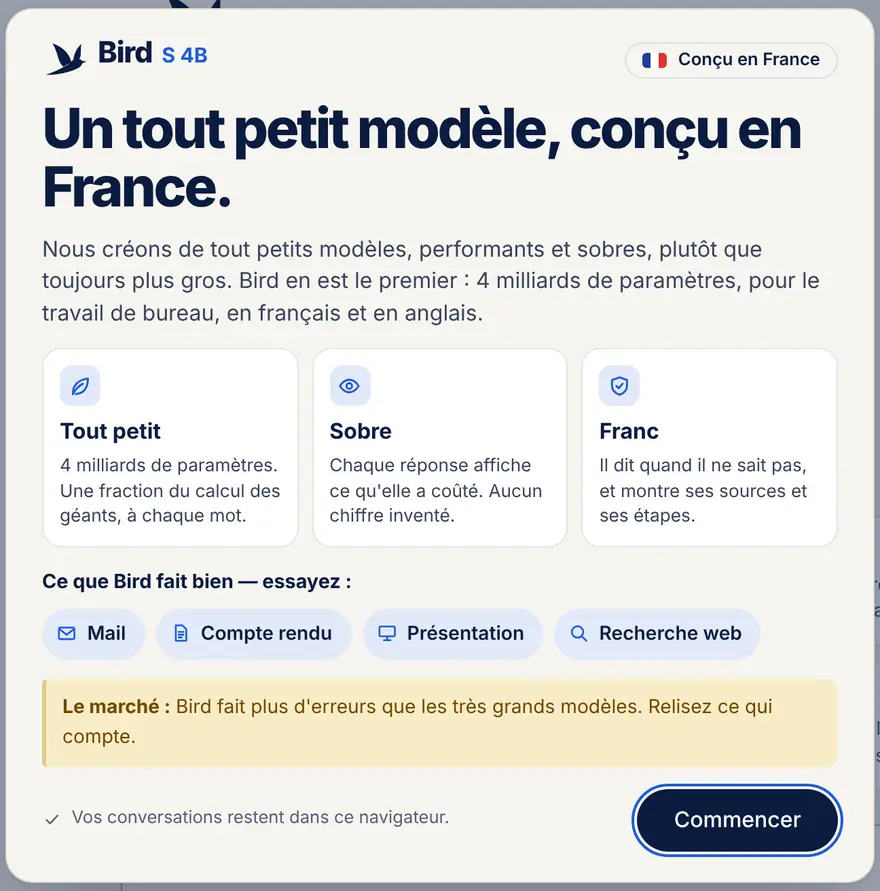 Bird S 4B
Conçu en France
Un tout petit modèle, conçu en
France.
Nous créons de tout petits modèles, performants et sobres, plutôt que
toujours plus gros. Bird en est le premier : 4 milliards de paramètres, pour le
travail de bureau, en français et en anglais.
Tout petit
4 milliards de paramètres.
Une fraction du calcul des
géants, à chaque mot.
Sobre
Chaque réponse affiche
ce qu'elle a coûté. Aucun
chiffre inventé.
Franc
Il dit quand il ne sait pas,
et montre ses sources et
ses étapes.
Ce que Bird fait bien — essayez :
Mail
Compte rendu
Présentation
Recherche web
Le marché : Bird fait plus d'erreurs que les très grands modèles. Relisez ce qui
compte.
Vos conversations restent dans ce navigateur.
Commencer